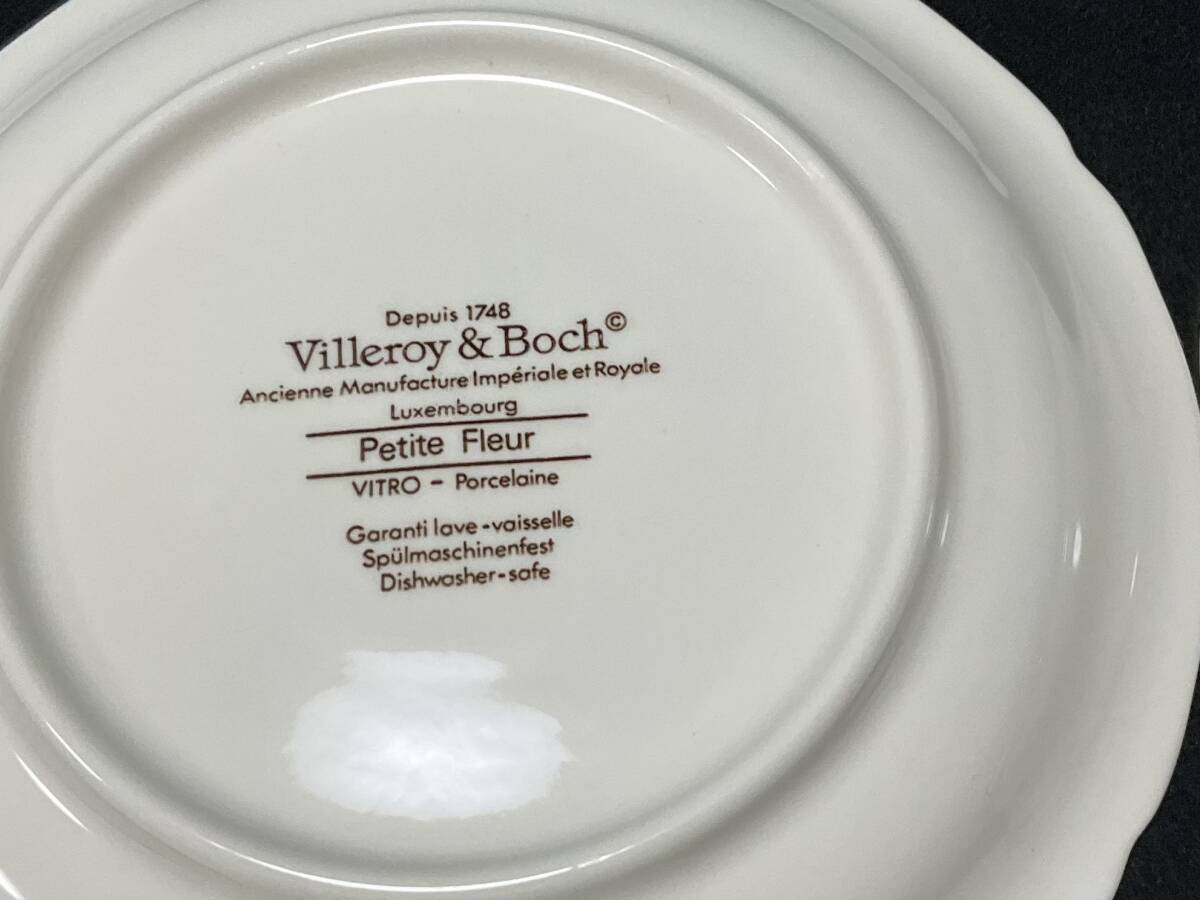 Depuis 1748
Villeroy & Boch©
Ancienne Manufacture Impériale et Royale
Luxembourg
Petite Fleur
VITRO - Porcelaine
Garanti lave-vaisselle
Spülmaschinenfest
Dishwasher-safe